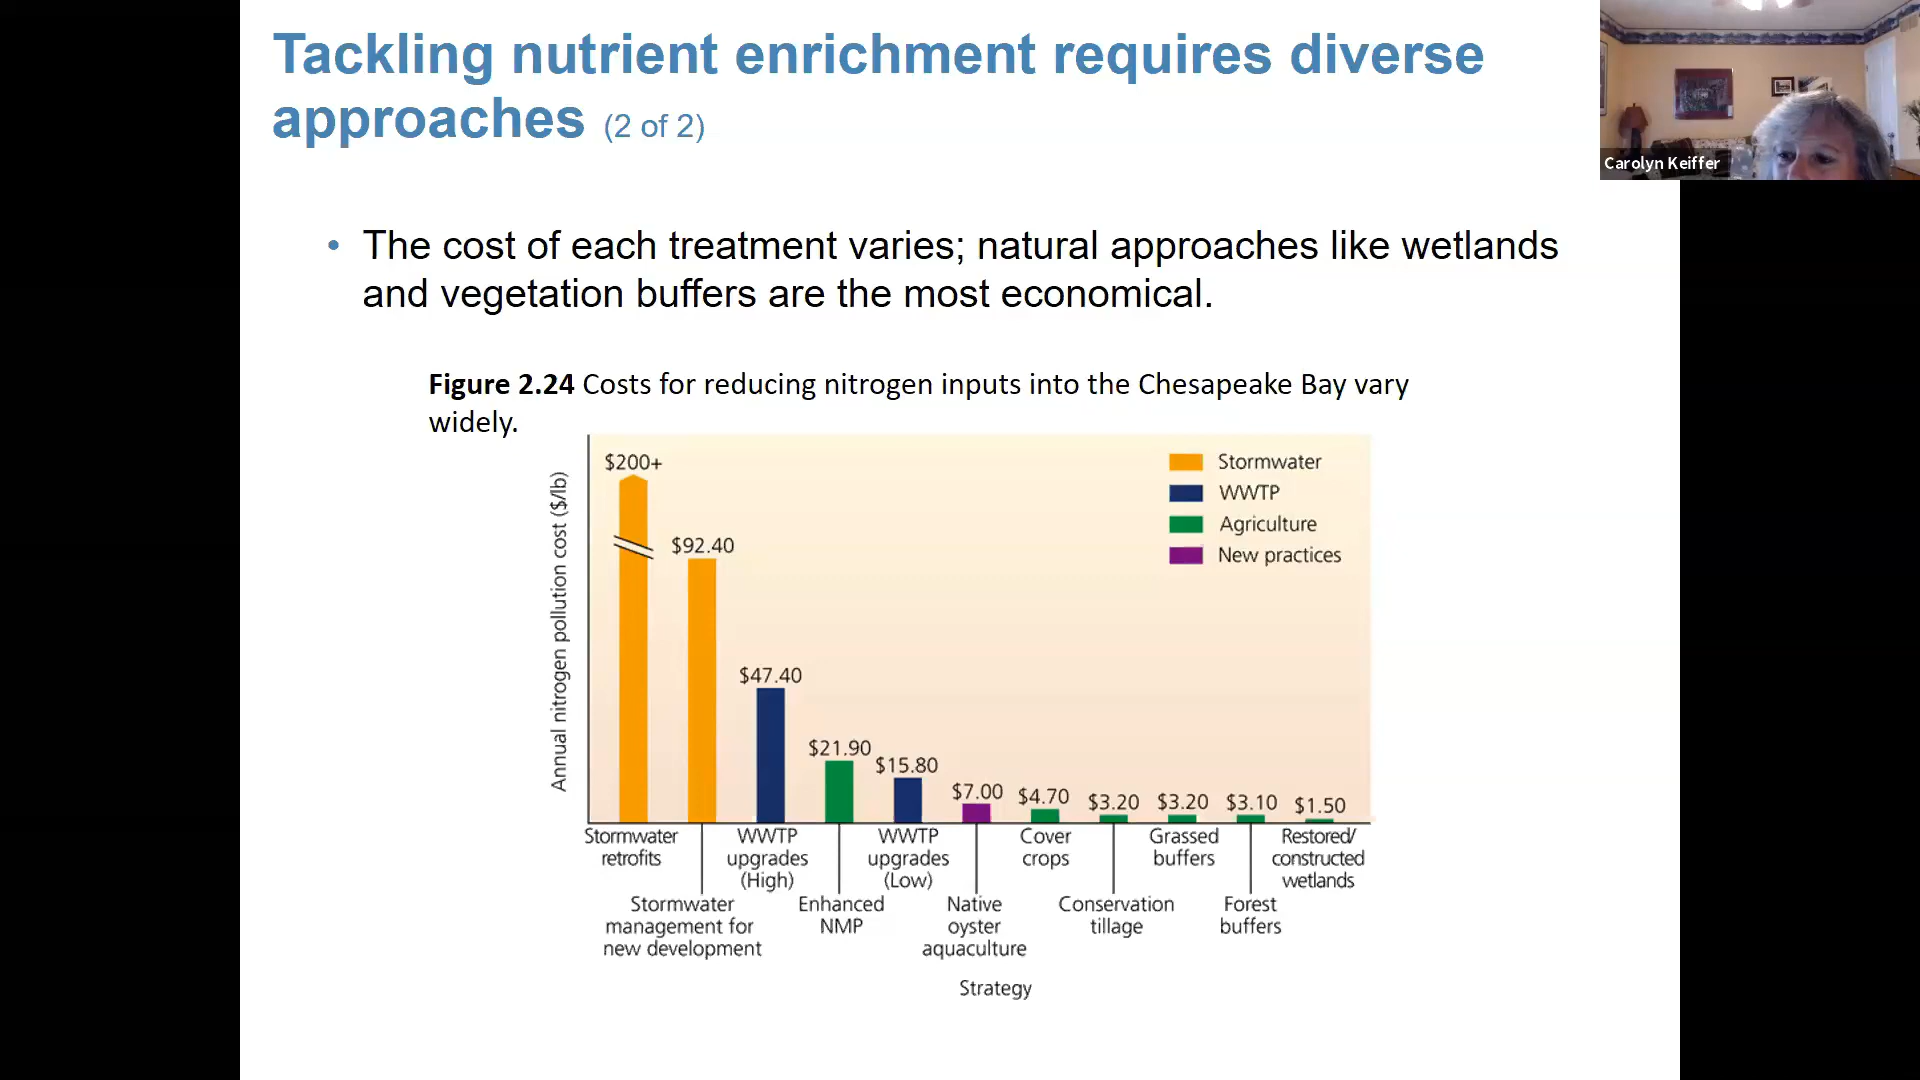 Tackling nutrient enrichment requires diverse
approaches (2 of 2)
Carolyn Keiffer
• The cost of each treatment varies; natural approaches like wetlands
and vegetation buffers are the most economical.
Figure 2.24 Costs for reducing nitrogen inputs into the Chesapeake Bay vary
widely.
Annual nitrogen pollution cost ($/lb)
$200+
$92.40
$47.40
$21.90
$15.80
$7.00
$4.70
$3.20
$3.20
$3.10
$1.50
Stormwater
WWTP
Agriculture
New practices
Stormwater
retrofits
Stormwater
management for
new development
WWTP
upgrades
(High)
Enhanced
NMP
WWTP
upgrades
(Low)
Native
oyster
aquaculture
Cover
crops
Conservation
tillage
Grassed
buffers
Forest
buffers
Restored/
constructed
wetlands
Strategy